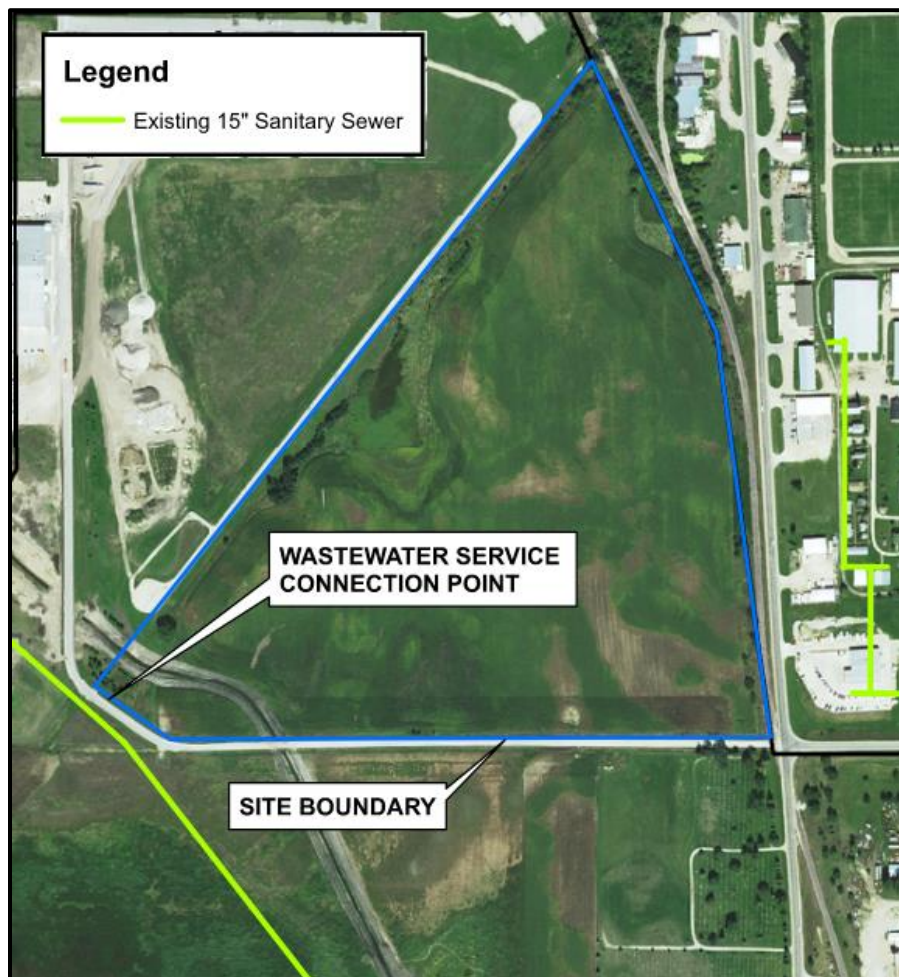 Legend
Existing 15" Sanitary Sewer
WASTEWATER SERVICE
CONNECTION POINT
SITE BOUNDARY